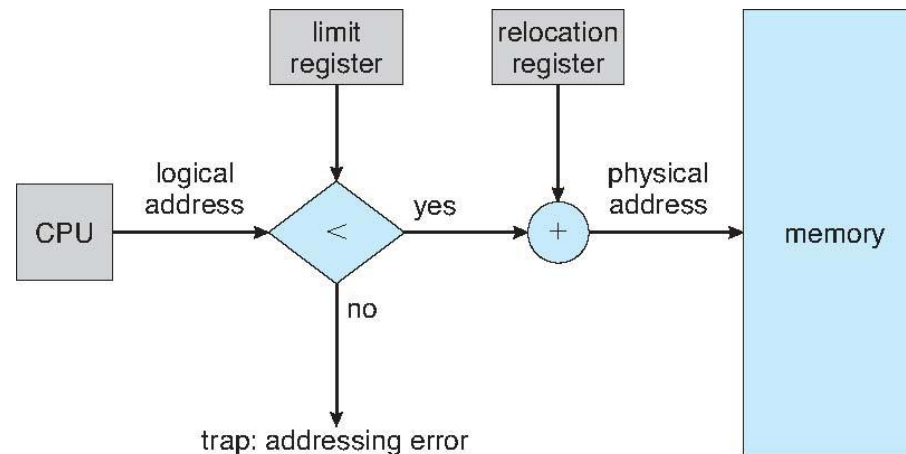 limit
register
relocation
register
logical
address
physical
address
CPU
<
yes
+
memory
no
trap: addressing error